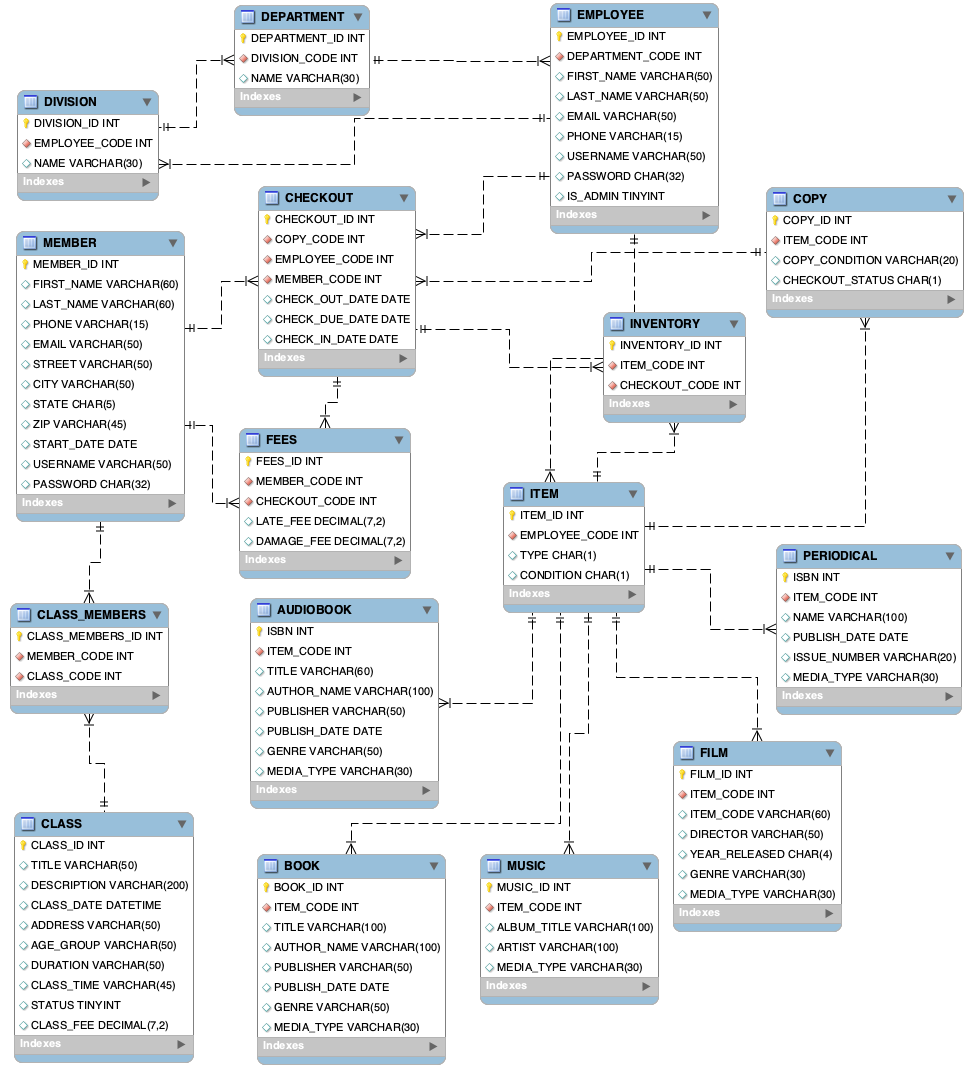 DEPARTMENT
DEPARTMENT_ID INT
DIVISION_CODE INT
NAME VARCHAR(30)
Indexes
EMPLOYEE
EMPLOYEE_ID INT
DEPARTMENT_CODE INT
FIRST_NAME VARCHAR(50)
LAST_NAME VARCHAR(50)
EMAIL VARCHAR(50)
PHONE VARCHAR(15)
USERNAME VARCHAR(50)
PASSWORD CHAR(32)
IS_ADMIN TINYINT
Indexes
DIVISION
DIVISION_ID INT
EMPLOYEE_CODE INT
NAME VARCHAR(30)
Indexes
CHECKOUT
CHECKOUT_ID INT
COPY_CODE INT
EMPLOYEE_CODE INT
MEMBER_CODE INT
CHECK_OUT_DATE DATE
CHECK_DUE_DATE DATE
CHECK_IN_DATE DATE
Indexes
COPY
COPY_ID INT
ITEM_CODE INT
COPY_CONDITION VARCHAR(20)
CHECKOUT_STATUS CHAR(1)
Indexes
MEMBER
MEMBER_ID INT
FIRST_NAME VARCHAR(60)
LAST_NAME VARCHAR(60)
PHONE VARCHAR(15)
EMAIL VARCHAR(50)
STREET VARCHAR(50)
CITY VARCHAR(50)
STATE CHAR(5)
ZIP VARCHAR(45)
START_DATE DATE
USERNAME VARCHAR(50)
PASSWORD CHAR(32)
Indexes
INVENTORY
INVENTORY_ID INT
ITEM_CODE INT
CHECKOUT_CODE INT
Indexes
FEES
FEES_ID INT
MEMBER_CODE INT
CHECKOUT_CODE INT
LATE_FEE DECIMAL(7,2)
DAMAGE_FEE DECIMAL(7,2)
Indexes
ITEM
ITEM_ID INT
EMPLOYEE_CODE INT
TYPE CHAR(1)
CONDITION CHAR(1)
Indexes
PERIODICAL
ISBN INT
ITEM_CODE INT
NAME VARCHAR(100)
PUBLISH_DATE DATE
ISSUE_NUMBER VARCHAR(20)
MEDIA_TYPE VARCHAR(30)
Indexes
CLASS_MEMBERS
CLASS_MEMBERS_ID INT
MEMBER_CODE INT
CLASS_CODE INT
Indexes
AUDIOBOOK
ISBN INT
ITEM_CODE INT
TITLE VARCHAR(60)
AUTHOR_NAME VARCHAR(100)
PUBLISHER VARCHAR(50)
PUBLISH_DATE DATE
GENRE VARCHAR(50)
MEDIA_TYPE VARCHAR(30)
Indexes
FILM
FILM_ID INT
ITEM_CODE INT
ITEM_CODE VARCHAR(60)
DIRECTOR VARCHAR(50)
YEAR_RELEASED CHAR(4)
GENRE VARCHAR(30)
MEDIA_TYPE VARCHAR(30)
Indexes
CLASS
CLASS_ID INT
TITLE VARCHAR(50)
DESCRIPTION VARCHAR(200)
CLASS_DATE DATETIME
ADDRESS VARCHAR(50)
AGE_GROUP VARCHAR(50)
DURATION VARCHAR(50)
CLASS_TIME VARCHAR(45)
STATUS TINYINT
CLASS_FEE DECIMAL(7,2)
Indexes
BOOK
BOOK_ID INT
ITEM_CODE INT
TITLE VARCHAR(100)
AUTHOR_NAME VARCHAR(100)
PUBLISHER VARCHAR(50)
PUBLISH_DATE DATE
GENRE VARCHAR(50)
MEDIA_TYPE VARCHAR(30)
Indexes
MUSIC
MUSIC_ID INT
ITEM_CODE INT
ALBUM_TITLE VARCHAR(100)
ARTIST VARCHAR(100)
MEDIA_TYPE VARCHAR(30)
Indexes